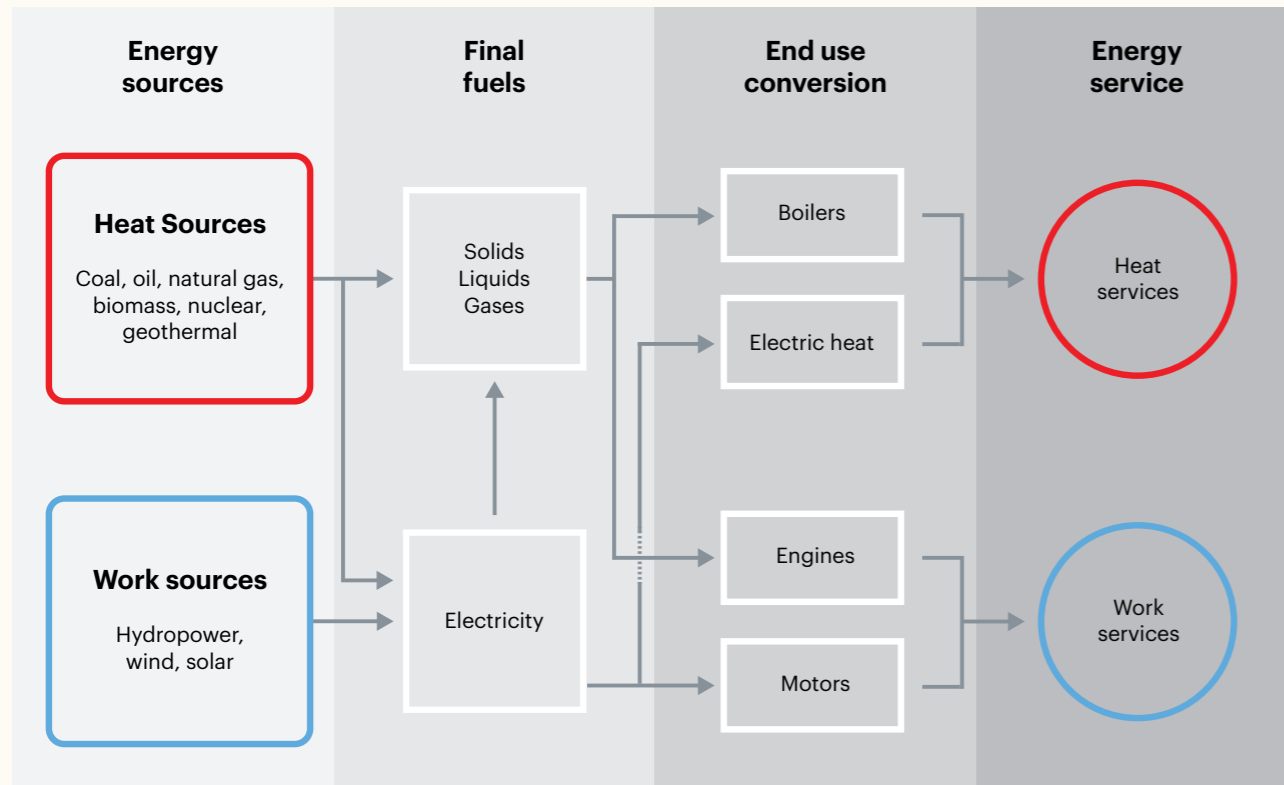 Energy
sources
Final
fuels
End use
conversion
Energy
service
Heat Sources
Coal, oil, natural gas,
biomass, nuclear,
geothermal
Solids
Liquids
Gases
Boilers
Electric heat
Heat
services
Work sources
Hydropower,
wind, solar
Electricity
Engines
Motors
Work
services